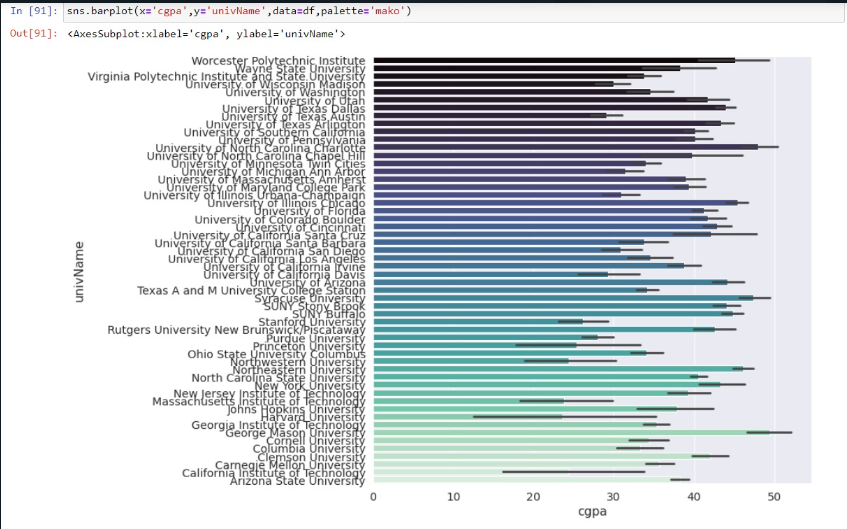 In [91]: sns.barplot(x='cgpa',y='univName',data=df,palette='mako')
Out[91]: <AxesSubplot:xlabel='cgpa', ylabel='univName'>
Worcester Polytechnic Institute
Wayne State University
Virginia Polytechnic Institute and State University
University of Wisconsin Madison
University of Washington
University of Utah
University of Texas Dallas
University of Texas Austin
University of Texas Arlington
University of Southern California
University of Pennsylvania
University of North Carolina Charlotte
University of North Carolina Chapel Hill
University of Minnesota Twin Cities
University of Michigan Ann Arbor
University of Massachusetts Amherst
University of Maryland College Park
University of Illinois Urbana-Champaign
University of Illinois Chicago
University of Florida
University of Colorado Boulder
University of Cincinnati
University of California Santa Cruz
University of California Santa Barbara
University of California San Diego
University of California Los Angeles
University of California Irvine
University of California Davis
University of Arizona
Texas A and M University College Station
Syracuse University
SUNY Stony Brook
SUNY Buffalo
Stanford University
Rutgers University New Brunswick/Piscataway
Purdue University
Princeton University
Ohio State University Columbus
Northwestern University
Northeastern University
North Carolina State University
New York University
New Jersey Institute of Technology
Massachusetts Institute of Technology
Johns Hopkins University
Harvard University
Georgia Institute of Technology
George Mason University
Cornell University
Columbia University
Clemson University
Carnegie Mellon University
California Institute of Technology
Arizona State University
univName
0 10 20 30 40 50
cgpa